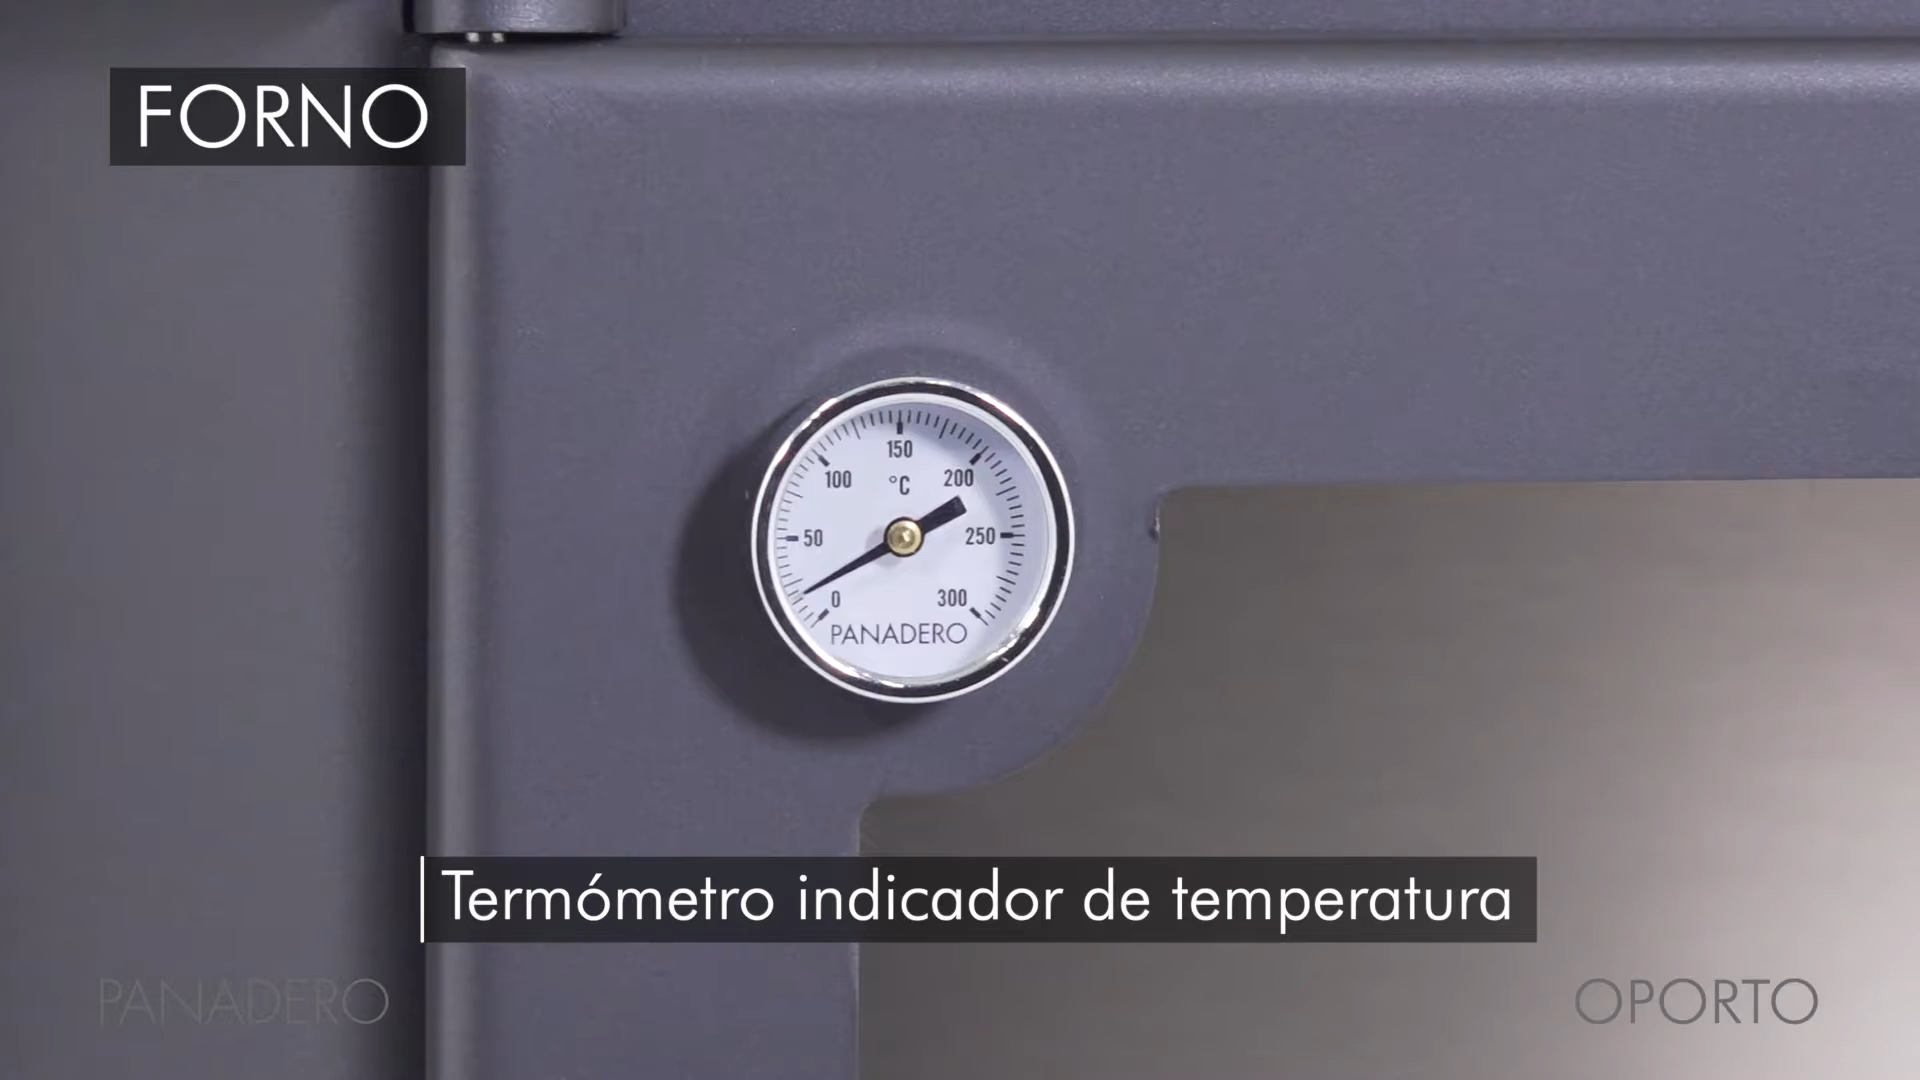 FORNO
150
100
°C
200
50
250
0
300
PANADERO
Termómetro indicador de temperatura
PANADERO
OPORTO